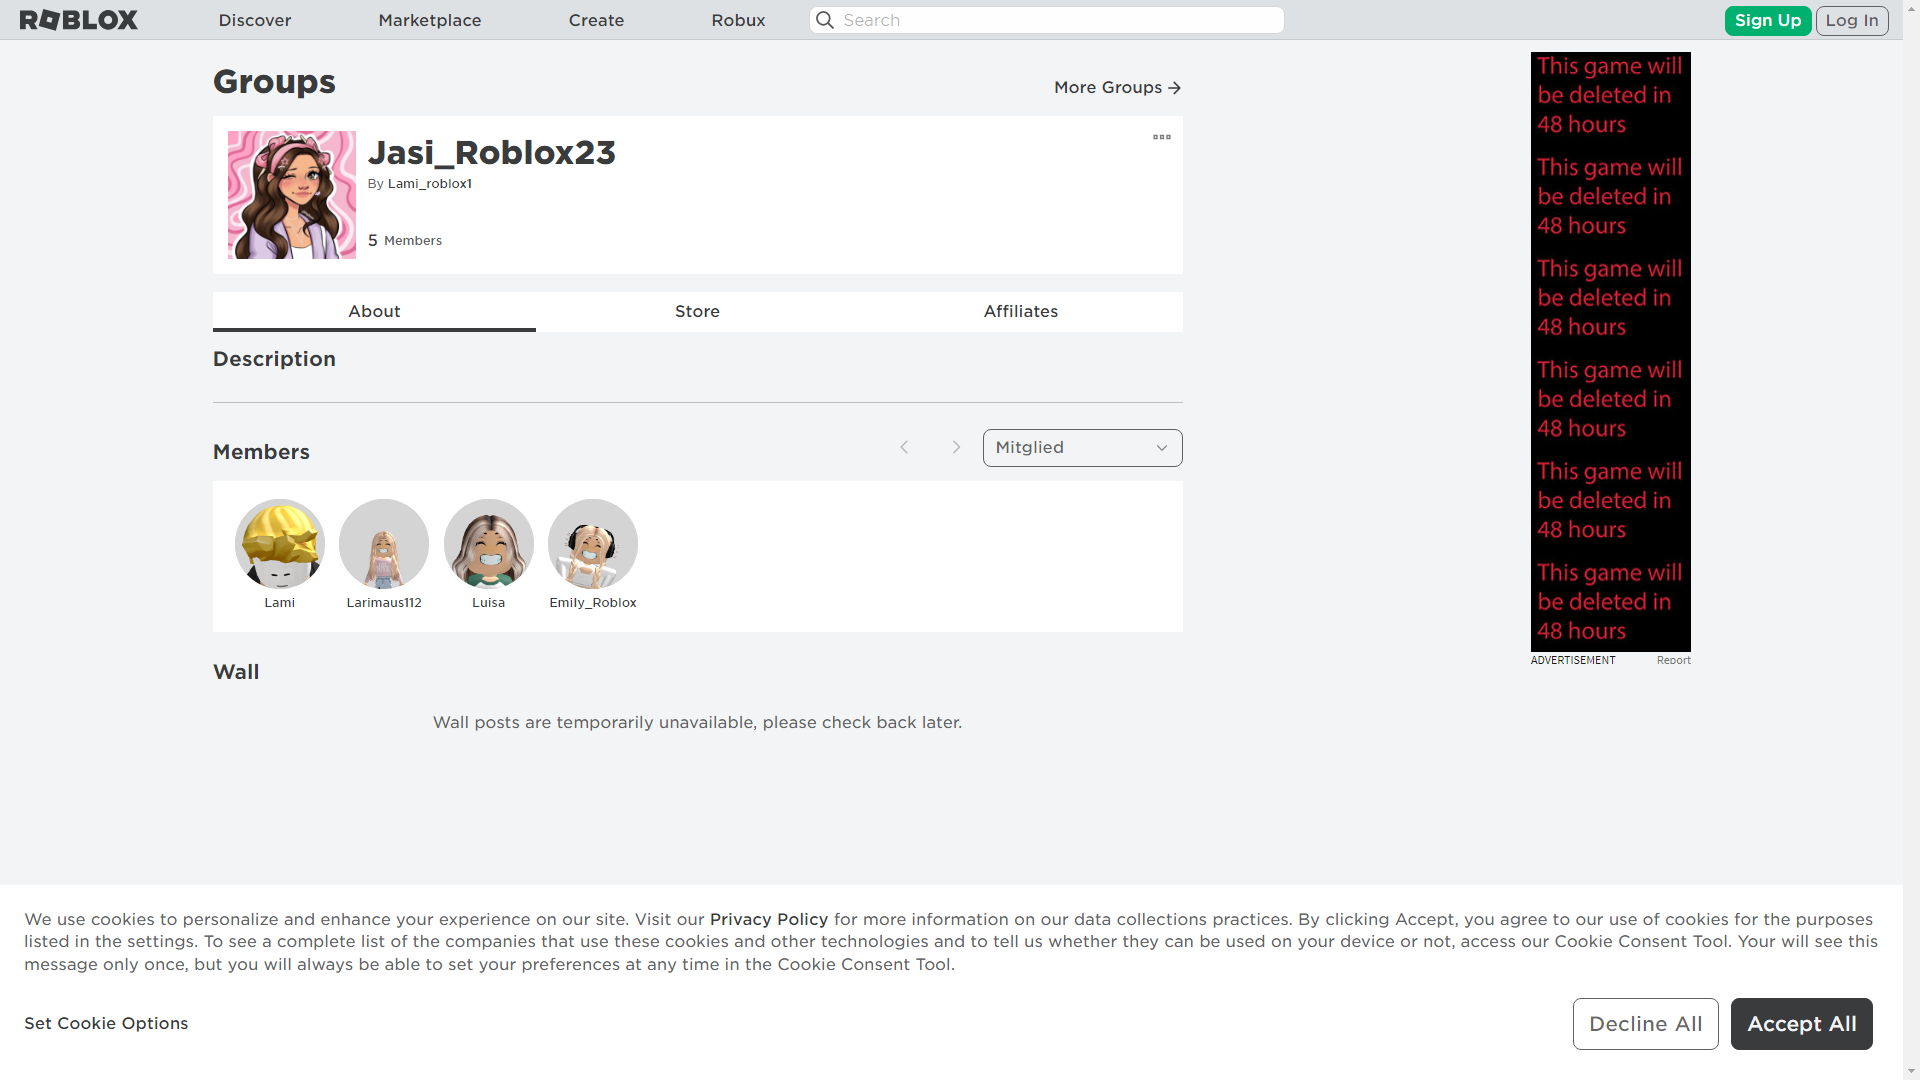 ROBLOX
Discover
Marketplace
Create
Robux
Search
Sign Up
Log In
Groups
More Groups
Jasi_Roblox23
By Lami_roblox1
5 Members
About
Store
Affiliates
Description
Members
Mitglied
Lami
Larimaus112
Luisa
Emily_Roblox
Wall
Wall posts are temporarily unavailable, please check back later.
This game will
be deleted in
48 hours
This game will
be deleted in
48 hours
This game will
be deleted in
48 hours
This game will
be deleted in
48 hours
This game will
be deleted in
48 hours
This game will
be deleted in
48 hours
ADVERTISEMENT
Report
We use cookies to personalize and enhance your experience on our site. Visit our Privacy Policy for more information on our data collections practices. By clicking Accept, you agree to our use of cookies for the purposes
listed in the settings. To see a complete list of the companies that use these cookies and other technologies and to tell us whether they can be used on your device or not, access our Cookie Consent Tool. Your will see this
message only once, but you will always be able to set your preferences at any time in the Cookie Consent Tool.
Set Cookie Options
Decline All
Accept All